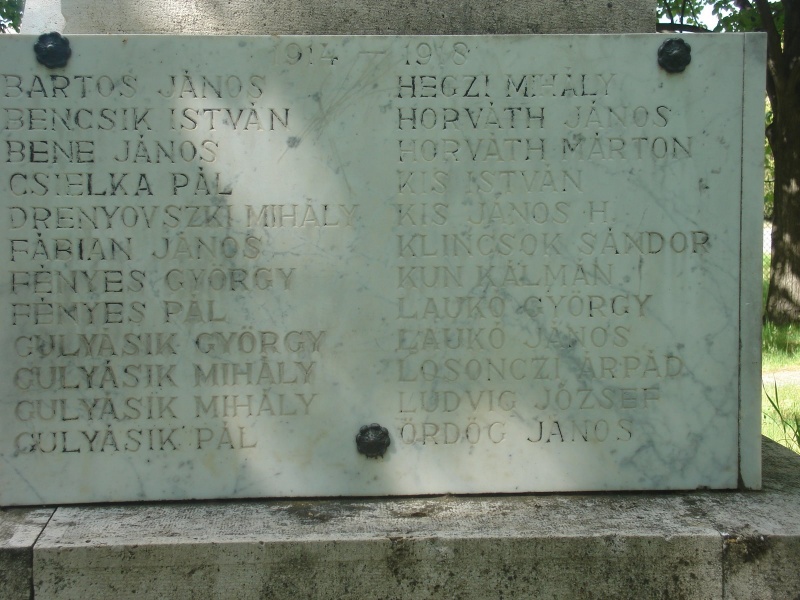 1914 - 1918
BARTOS JÁNOS
BENCSIK ISTVÁN
BENE JÁNOS
CSIELKA PÁL
DRENYOVSZKI MIHÁLY
FÁBIAN JÁNOS
FÉNYES GYÖRGY
FÉNYES PÁL
GULYÁSIK GYÖRGY
GULYÁSIK MIHÁLY
GULYÁSIK MIHÁLY
GULYÁSIK PÁL
HEGZI MIHÁLY
HORVÁTH JÁNOS
HORVÁTH MÁRTON
KIS ISTVÁN
KIS JÁNOS H.
KLINCSOK SÁNDOR
KUN KÁLMÁN
LAUKÓ GYÖRGY
LAUKÓ JÁNOS
LOSONCZI ÁRPÁD
LUDVIG JÓZSEF
ÖRDÖG JÁNOS